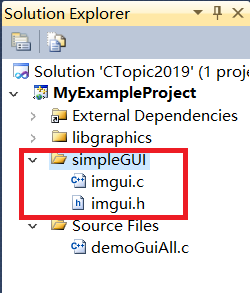 Solution Explorer
Solution 'CTopic2019' (1 proje
MyExampleProject
External Dependencies
libgraphics
simpleGUI
imgui.c
imgui.h
Source Files
demoGuiAll.c